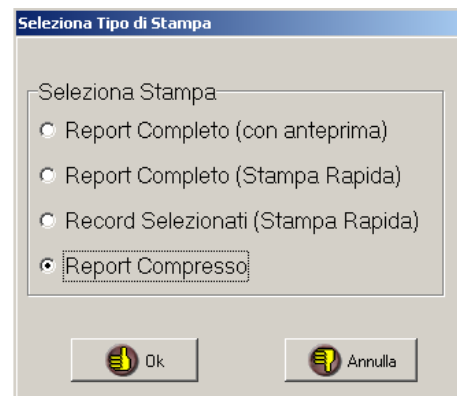 Seleziona Tipo di Stampa
Seleziona Stampa
Report Completo (con anteprima)
Report Completo (Stampa Rapida)
Record Selezionati (Stampa Rapida)
Report Compresso
Ok
Annulla